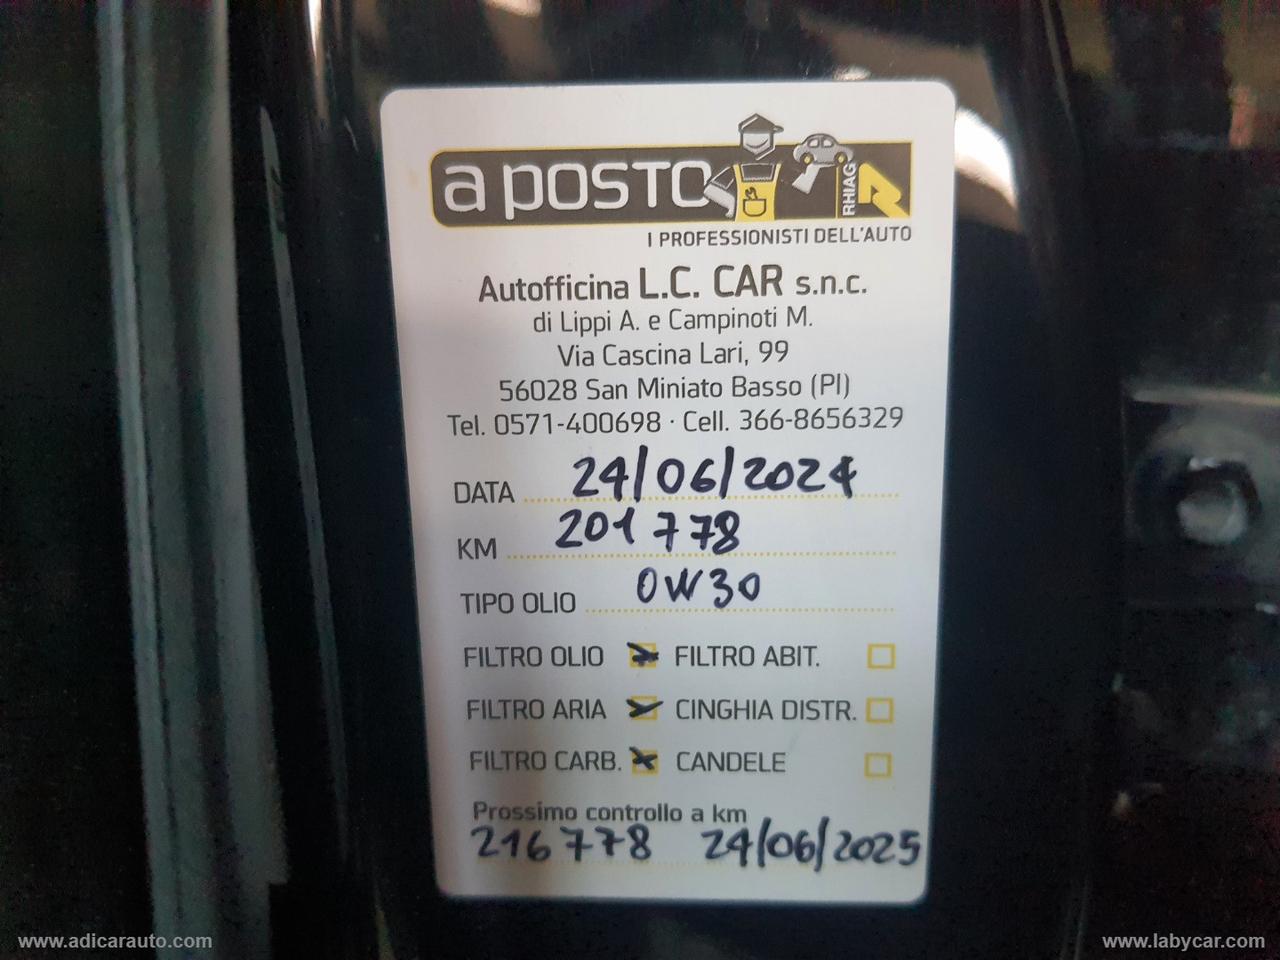 a posto
RHIAG
I PROFESSIONISTI DELL'AUTO
Autofficina L.C. CAR s.n.c.
di Lippi A. e Campinoti M.
Via Cascina Lari, 99
56028 San Miniato Basso (PI)
Tel. 0571-400698 · Cell. 366-8656329
DATA 24/06/2024
KM 201778
TIPO OLIO 0W30
FILTRO OLIO FILTRO ABIT.
FILTRO ARIA CINGHIA DISTR.
FILTRO CARB. CANDELE
Prossimo controllo a km
216778 24/06/2025
www.adicarauto.com www.labycar.com